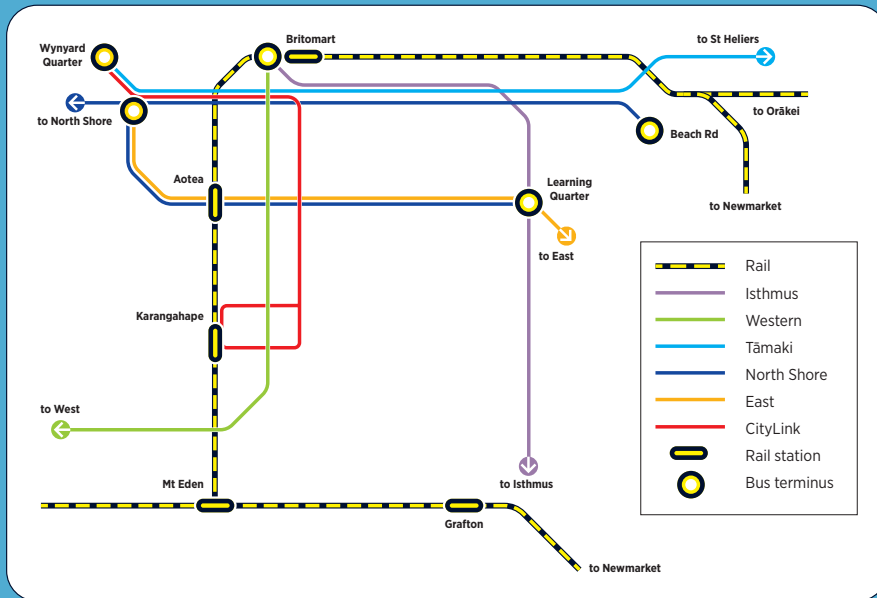 Wynyard
Quarter
Britomart
to St Heliers
to North Shore
to Orākei
Beach Rd
Aotea
Learning
Quarter
to Newmarket
to East
Karangahape
to West
Mt Eden
to Isthmus
Grafton
to Newmarket
Rail
Isthmus
Western
Tāmaki
North Shore
East
CityLink
Rail station
Bus terminus